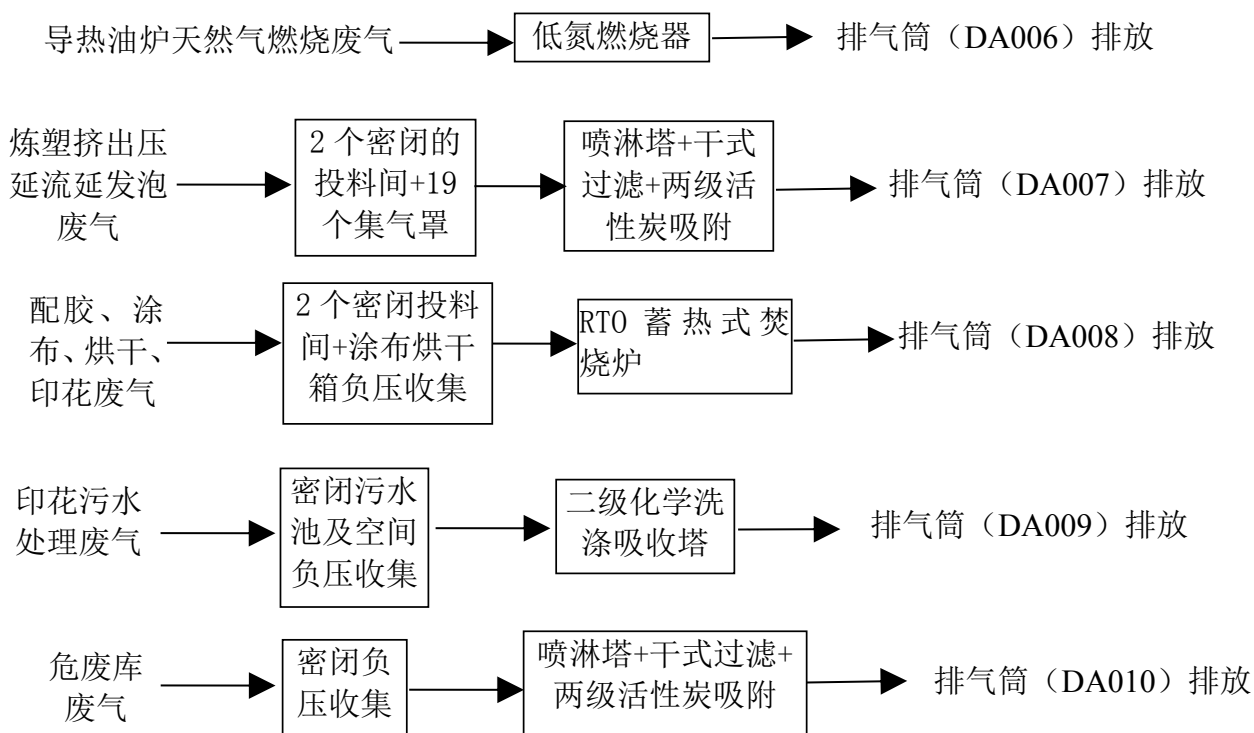 导热油炉天然气燃烧废气
低氮燃烧器
排气筒（DA006）排放
炼塑挤出压
延流延发泡
废气
2 个密闭的
投料间+19
个集气罩
喷淋塔+干式
过滤+两级活
性炭吸附
排气筒（DA007）排放
配胶、涂
布、烘干、
印花废气
2 个密闭投料
间+涂布烘干
箱负压收集
RTO 蓄热式焚
烧炉
排气筒（DA008）排放
印花污水
处理废气
密闭污水
池及空间
负压收集
二级化学洗
涤吸收塔
排气筒（DA009）排放
危废库
废气
密闭负
压收集
喷淋塔+干式过滤+
两级活性炭吸附
排气筒（DA010）排放